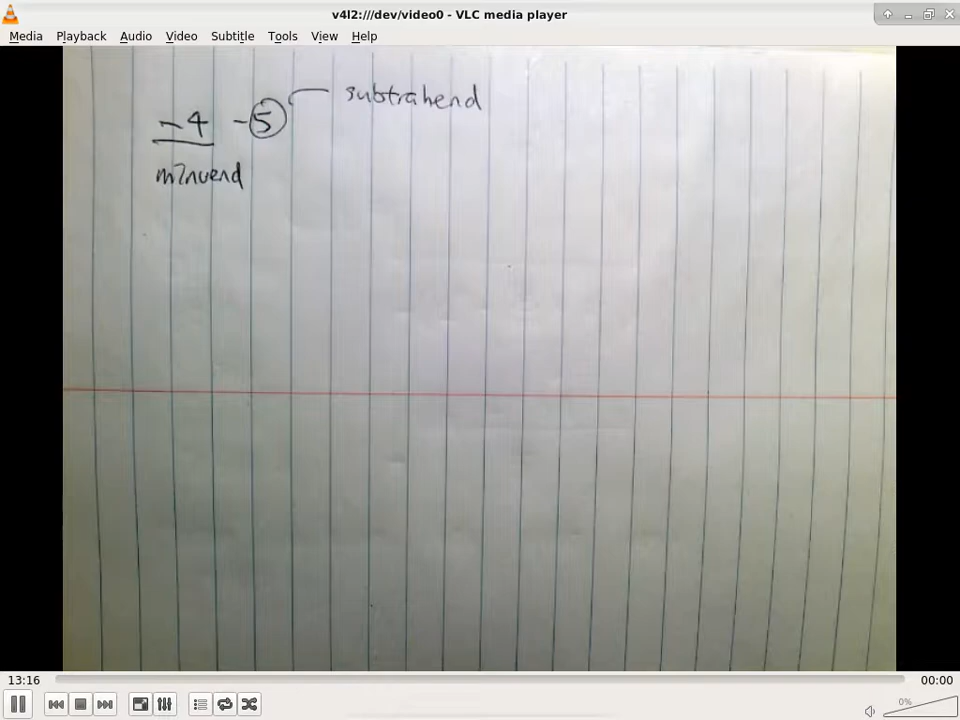 v4l2:///dev/video0 - VLC media player
Media Playback Audio Video Subtitle Tools View Help
subtrahend
-4 -5
minuend
13:16 00:00
0%